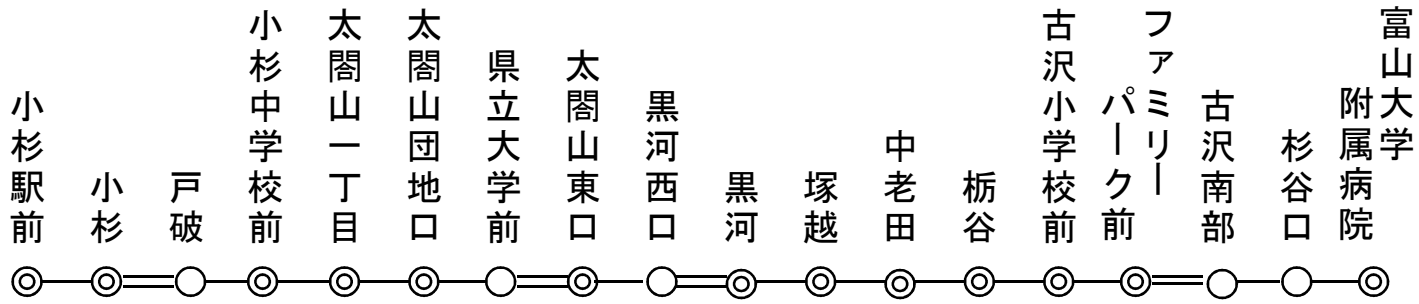 小杉駅前
小杉
戸破
小杉中学校前
太閤山一丁目
太閤山団地口
県立大学前
太閤山東口
黒河西口
黒河
塚越
中老田
栃谷
古沢小学校前
ファミリー
パーク前
古沢南部
杉谷口
富山大学
附属病院